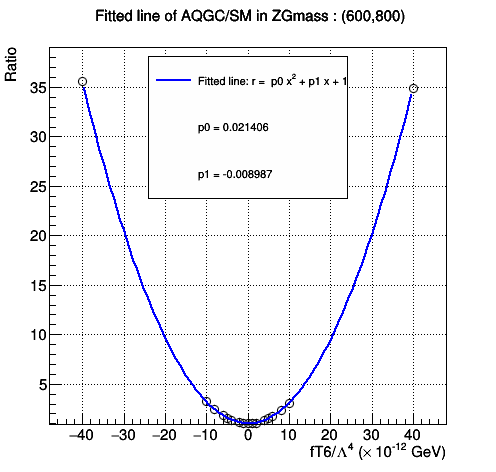 Fitted line of AQGC/SM in ZGmass : (600,800)
Ratio
Fitted line: r = p0 x² + p1 x + 1
p0 = 0.021406
p1 = -0.008987
35
30
25
20
15
10
5
−40 −30 −20 −10 0 10 20 30 40
fT6/Λ⁴ (× 10⁻¹² GeV)